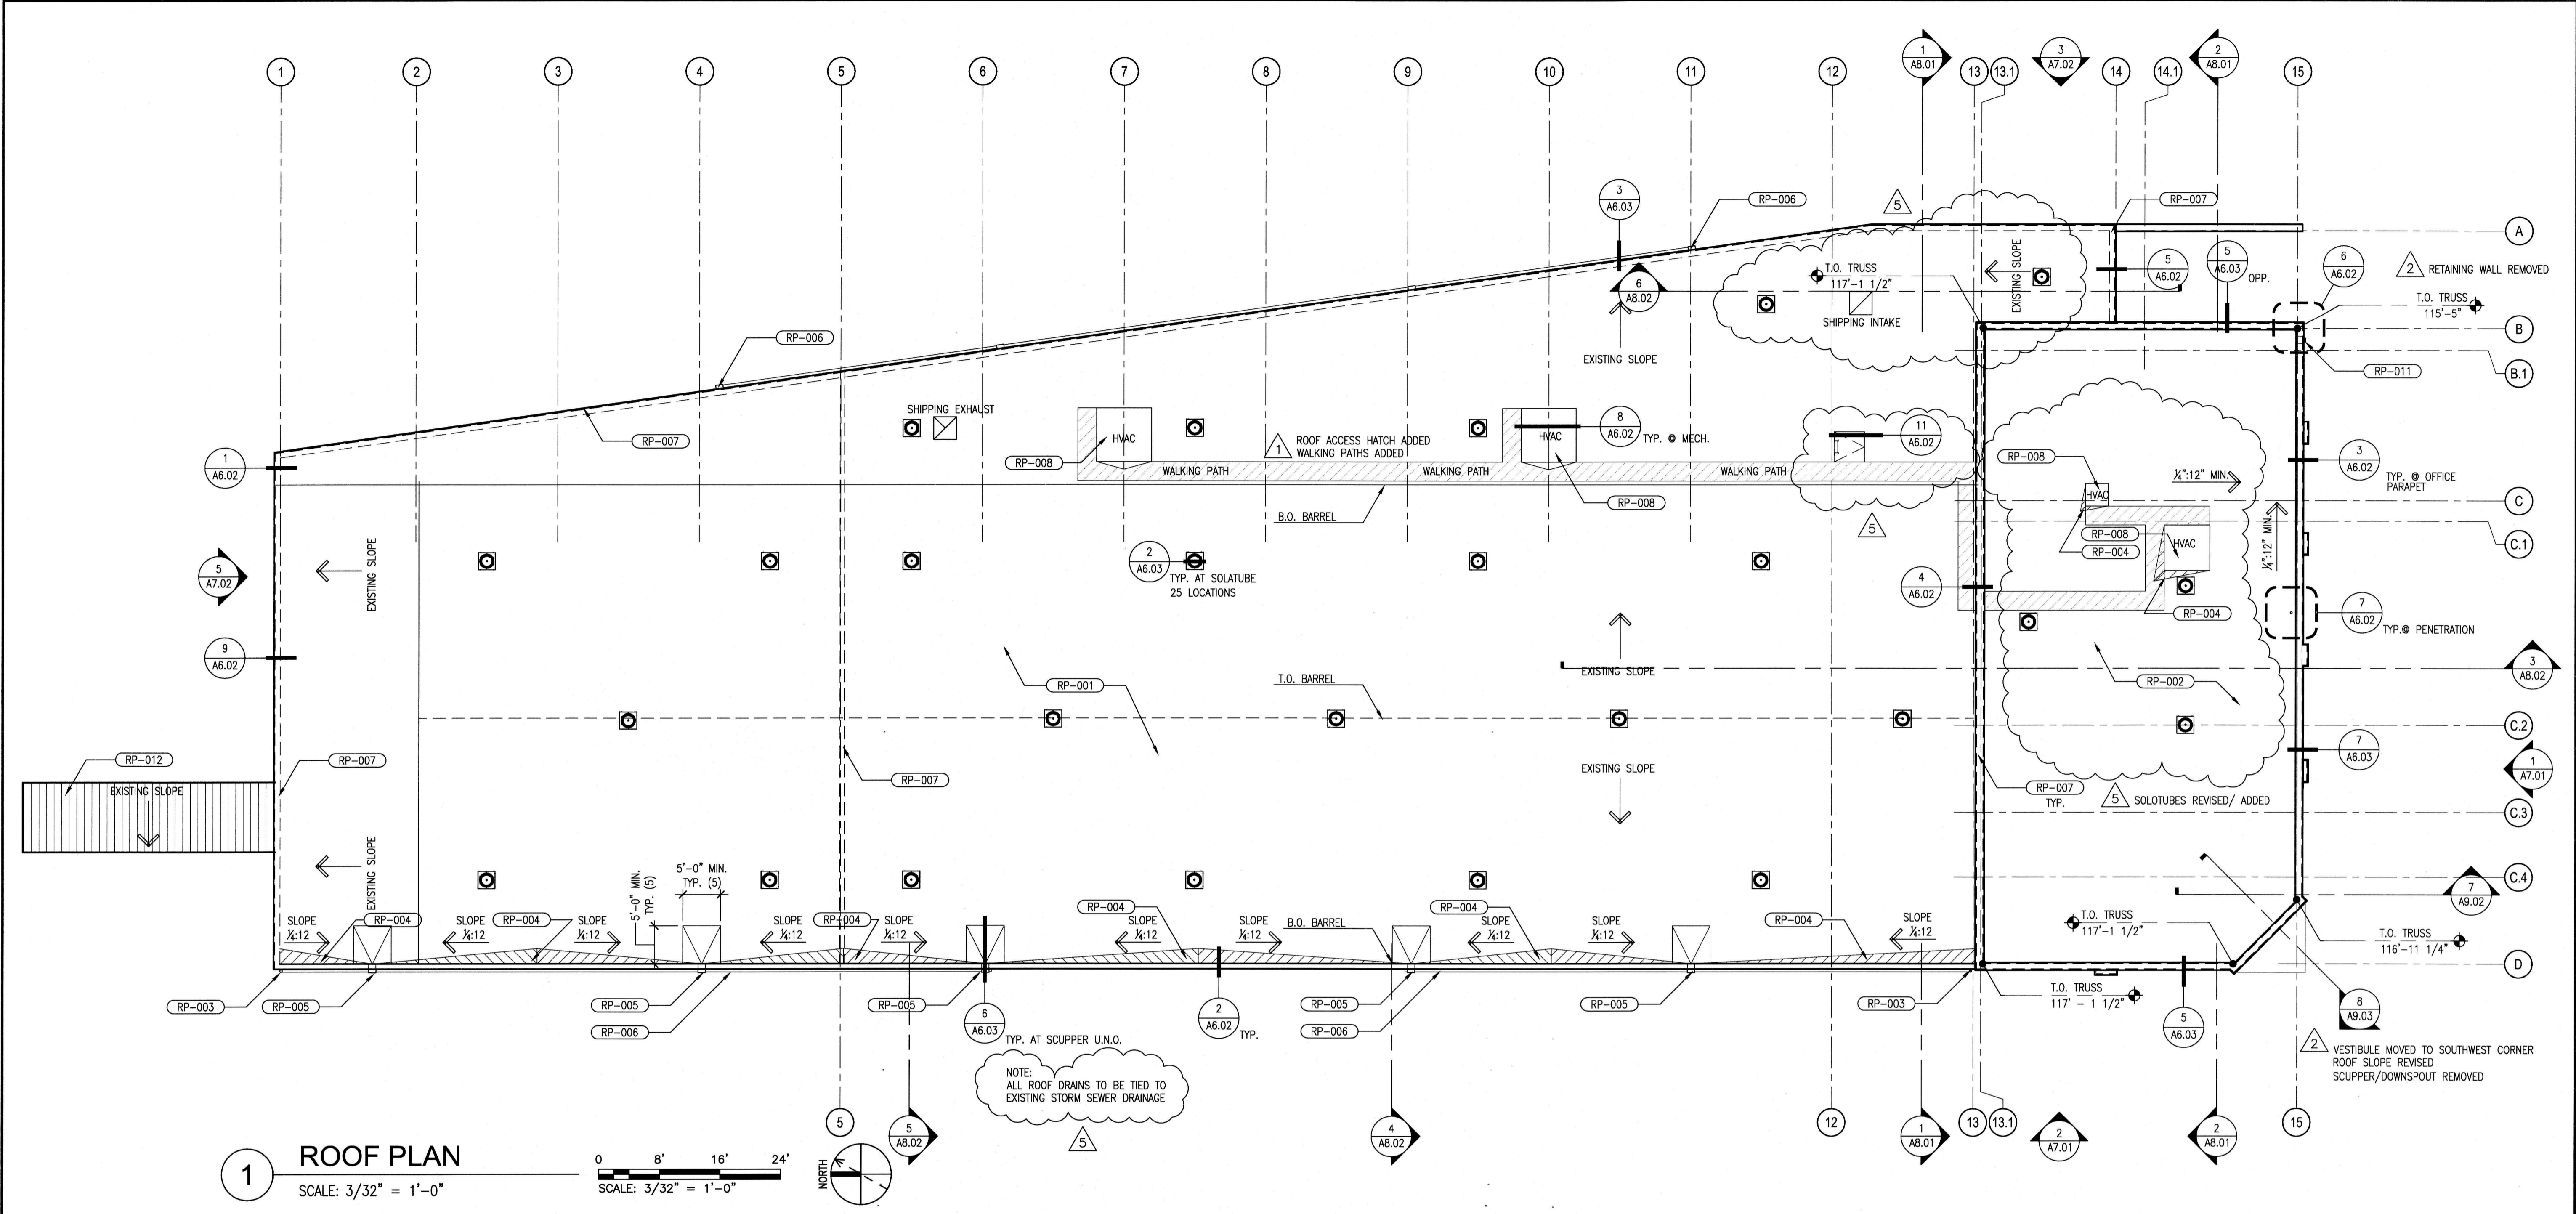 1
2
3
4
5
6
7
8
9
10
11
12
1
A8.01
13
13.1
3
A7.02
14
14.1
2
A8.01
15
3
A6.03
RP-006
5
RP-007
A
EXISTING SLOPE
5
A6.02
5
A6.03
OPP.
6
A6.02
2
RETAINING WALL REMOVED
6
A8.02
T.O. TRUSS
117'-1 1/2"
SHIPPING INTAKE
T.O. TRUSS
115'-5"
B
RP-006
EXISTING SLOPE
RP-011
B.1
SHIPPING EXHAUST
RP-007
1
A6.02
HVAC
RP-008
1
ROOF ACCESS HATCH ADDED
WALKING PATHS ADDED
HVAC
8
A6.02
TYP. @ MECH.
11
A6.02
WALKING PATH
WALKING PATH
WALKING PATH
RP-008
B.O. BARREL
5
RP-008
¼":12" MIN.
3
A6.02
TYP. @ OFFICE
PARAPET
HVAC
C
¼":12" MIN.
C.1
RP-008
RP-004
HVAC
5
A7.02
EXISTING SLOPE
2
A6.03
TYP. AT SOLATUBE
25 LOCATIONS
4
A6.02
RP-004
7
A6.02
TYP.@ PENETRATION
9
A6.02
RP-001
EXISTING SLOPE
T.O. BARREL
RP-002
3
A8.02
C.2
7
A6.03
1
A7.01
RP-012
RP-007
EXISTING SLOPE
RP-007
EXISTING SLOPE
RP-007
TYP.
5
SOLOTUBES REVISED/ ADDED
C.3
EXISTING SLOPE
5'-0" MIN.
TYP. (5)
5'-0" MIN.
TYP. (5)
C.4
7
A9.02
SLOPE
¼:12
RP-004
SLOPE
¼:12
RP-004
SLOPE
¼:12
SLOPE
¼:12
RP-004
SLOPE
¼:12
RP-004
SLOPE
¼:12
SLOPE
¼:12
B.O. BARREL
RP-004
SLOPE
¼:12
SLOPE
¼:12
RP-004
SLOPE
¼:12
T.O. TRUSS
117'-1 1/2"
T.O. TRUSS
116'-11 1/4"
D
RP-003
RP-005
RP-005
RP-006
RP-005
6
A6.03
TYP. AT SCUPPER U.N.O.
2
A6.02
TYP.
RP-005
RP-006
RP-005
RP-003
T.O. TRUSS
117' - 1 1/2"
5
A6.03
8
A9.03
2
VESTIBULE MOVED TO SOUTHWEST CORNER
ROOF SLOPE REVISED
SCUPPER/DOWNSPOUT REMOVED
NOTE:
ALL ROOF DRAINS TO BE TIED TO
EXISTING STORM SEWER DRAINAGE
5
5
5
A8.02
4
A8.02
12
1
A8.01
13
13.1
2
A7.01
2
A8.01
15
1
ROOF PLAN
SCALE: 3/32" = 1'-0"
0 8' 16' 24'
SCALE: 3/32" = 1'-0"
NORTH